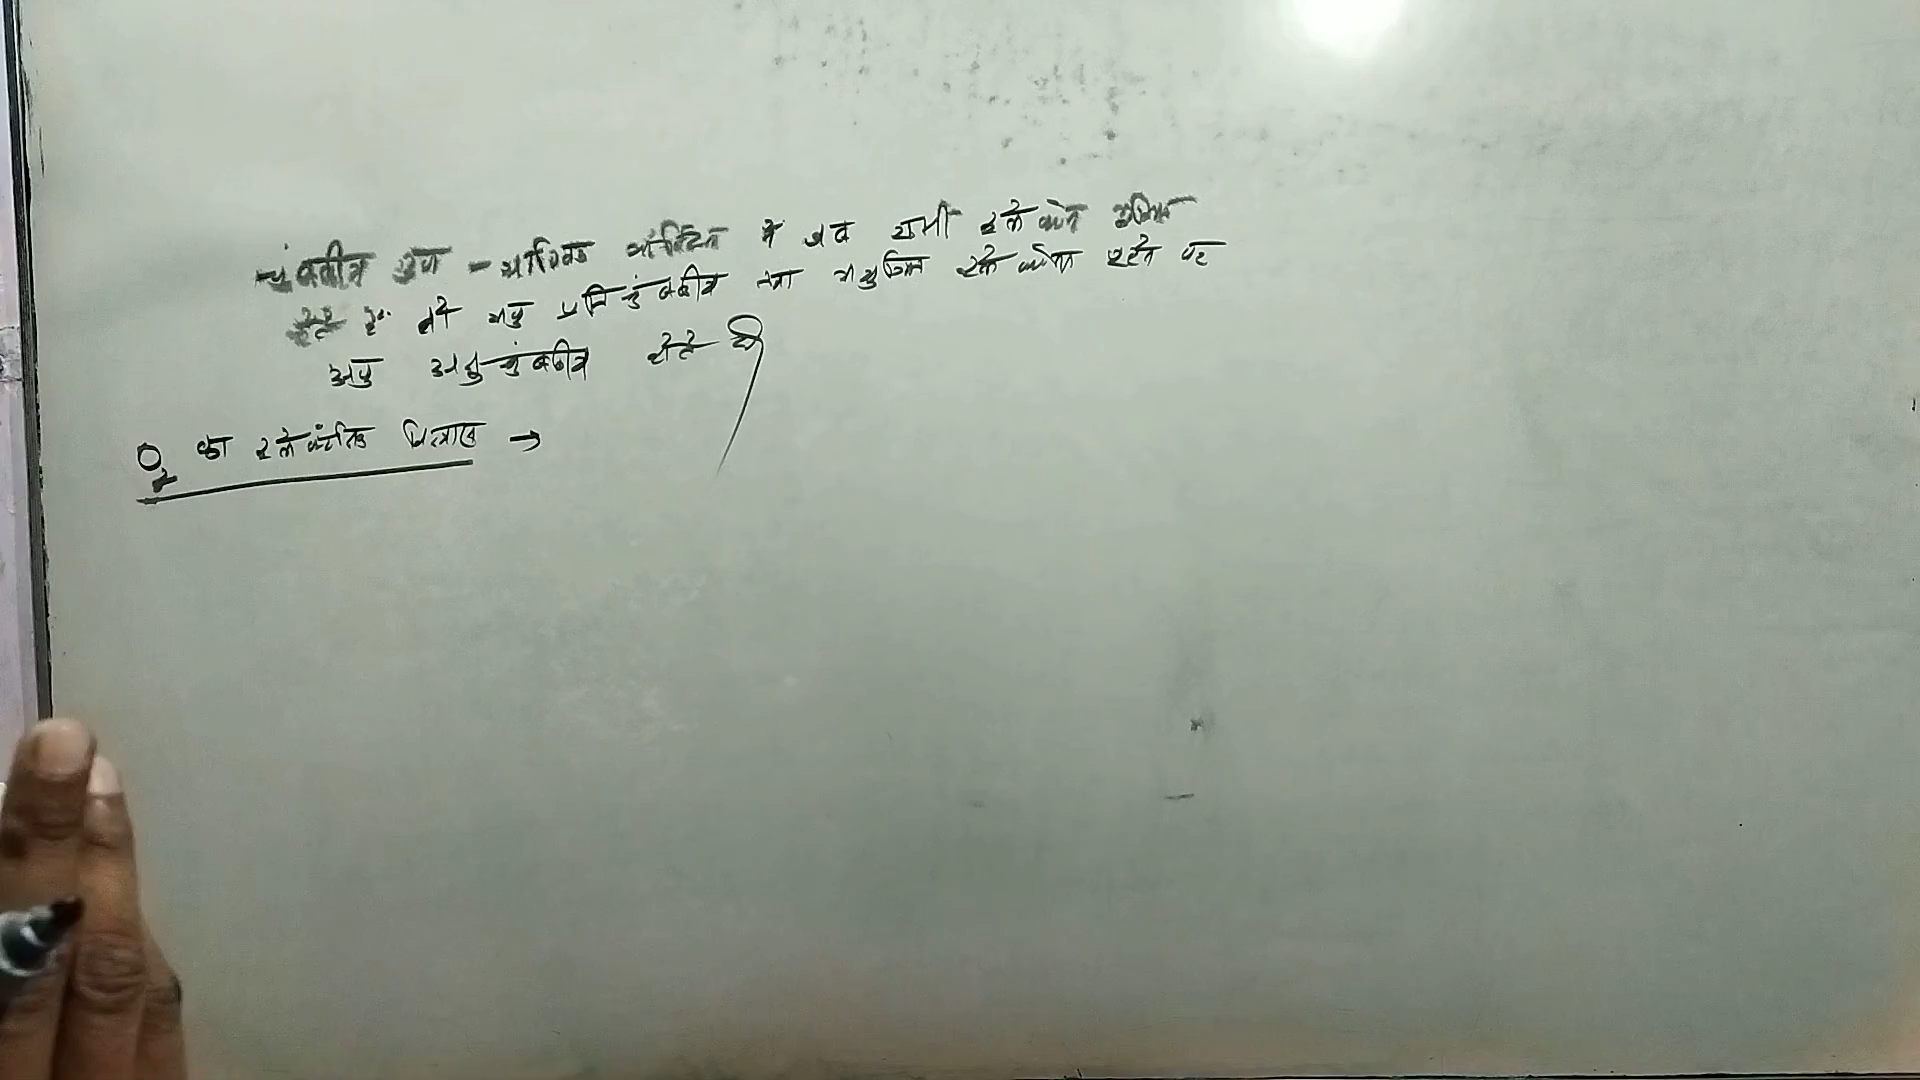 चुंबकीय गुण - आण्विक कक्षकों में जब सभी इलेक्ट्रॉन युग्मित
रहते हैं तो अणु प्रतिचुंबकीय तथा अयुग्मित इलेक्ट्रॉन रहने पर
अणु अनुचुंबकीय होते हैं
O₂ का इलेक्ट्रॉनिक विन्यास →